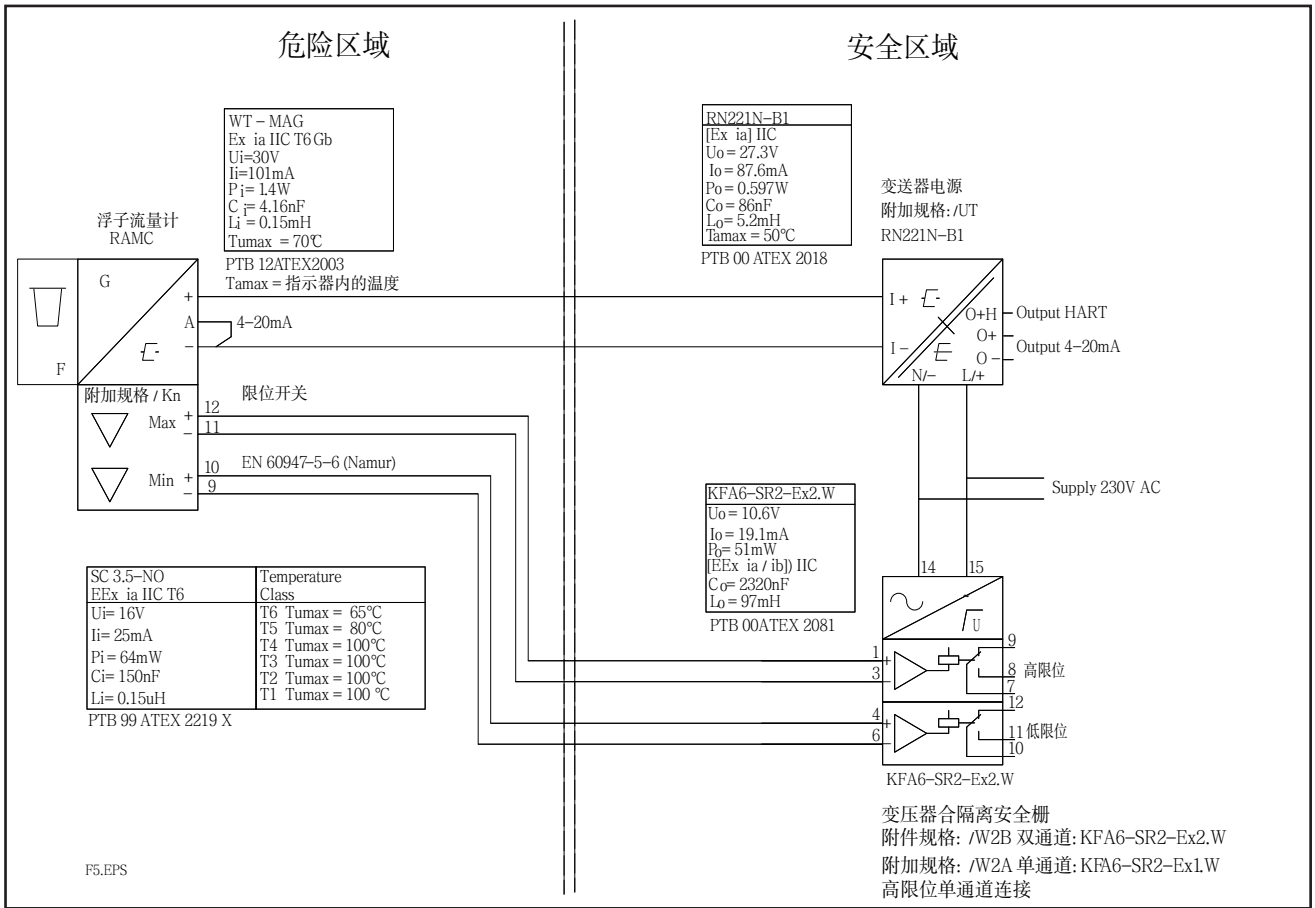 危险区域
安全区域
WT – MAG
Ex ia IIC T6 Gb
Ui=30V
Ii=101mA
Pi= 1.4W
Ci= 4.16nF
Li = 0.15mH
Tumax = 70℃
PTB 12ATEX2003
Tamax = 指示器内的温度
RN221N–B1
[Ex ia] IIC
Uo = 27.3V
Io = 87.6mA
Po = 0.597W
Co = 86nF
Lo = 5.2mH
Tamax = 50℃
PTB 00 ATEX 2018
变送器电源
附加规格: /UT
RN221N–B1
浮子流量计
RAMC
G
F
+
A
−
4–20mA
I +
I −
O+H
O+
O −
N/−
L/+
Output HART
Output 4–20mA
附加规格 / Kn
限位开关
Max
+
−
12
11
Min
+
−
10
9
EN 60947–5–6 (Namur)
Supply 230V AC
KFA6–SR2–Ex2.W
Uo = 10.6V
Io = 19.1mA
Po= 51mW
[EEx ia / ib]) IIC
Co= 2320nF
Lo = 97mH
PTB 00ATEX 2081
SC 3.5–NO
EEx ia IIC T6
Ui= 16V
Ii= 25mA
Pi = 64mW
Ci= 150nF
Li= 0.15uH
Temperature
Class
T6 Tumax = 65℃
T5 Tumax = 80℃
T4 Tumax = 100℃
T3 Tumax = 100℃
T2 Tumax = 100℃
T1 Tumax = 100 ℃
PTB 99 ATEX 2219 X
14
15
U
1
+
3
−
9
8 高限位
7
4
+
6
−
12
11 低限位
10
KFA6–SR2–Ex2.W
变压器合隔离安全栅
附件规格: /W2B 双通道: KFA6–SR2–Ex2.W
附加规格: /W2A 单通道: KFA6–SR2–Ex1.W
高限位单通道连接
F5.EPS